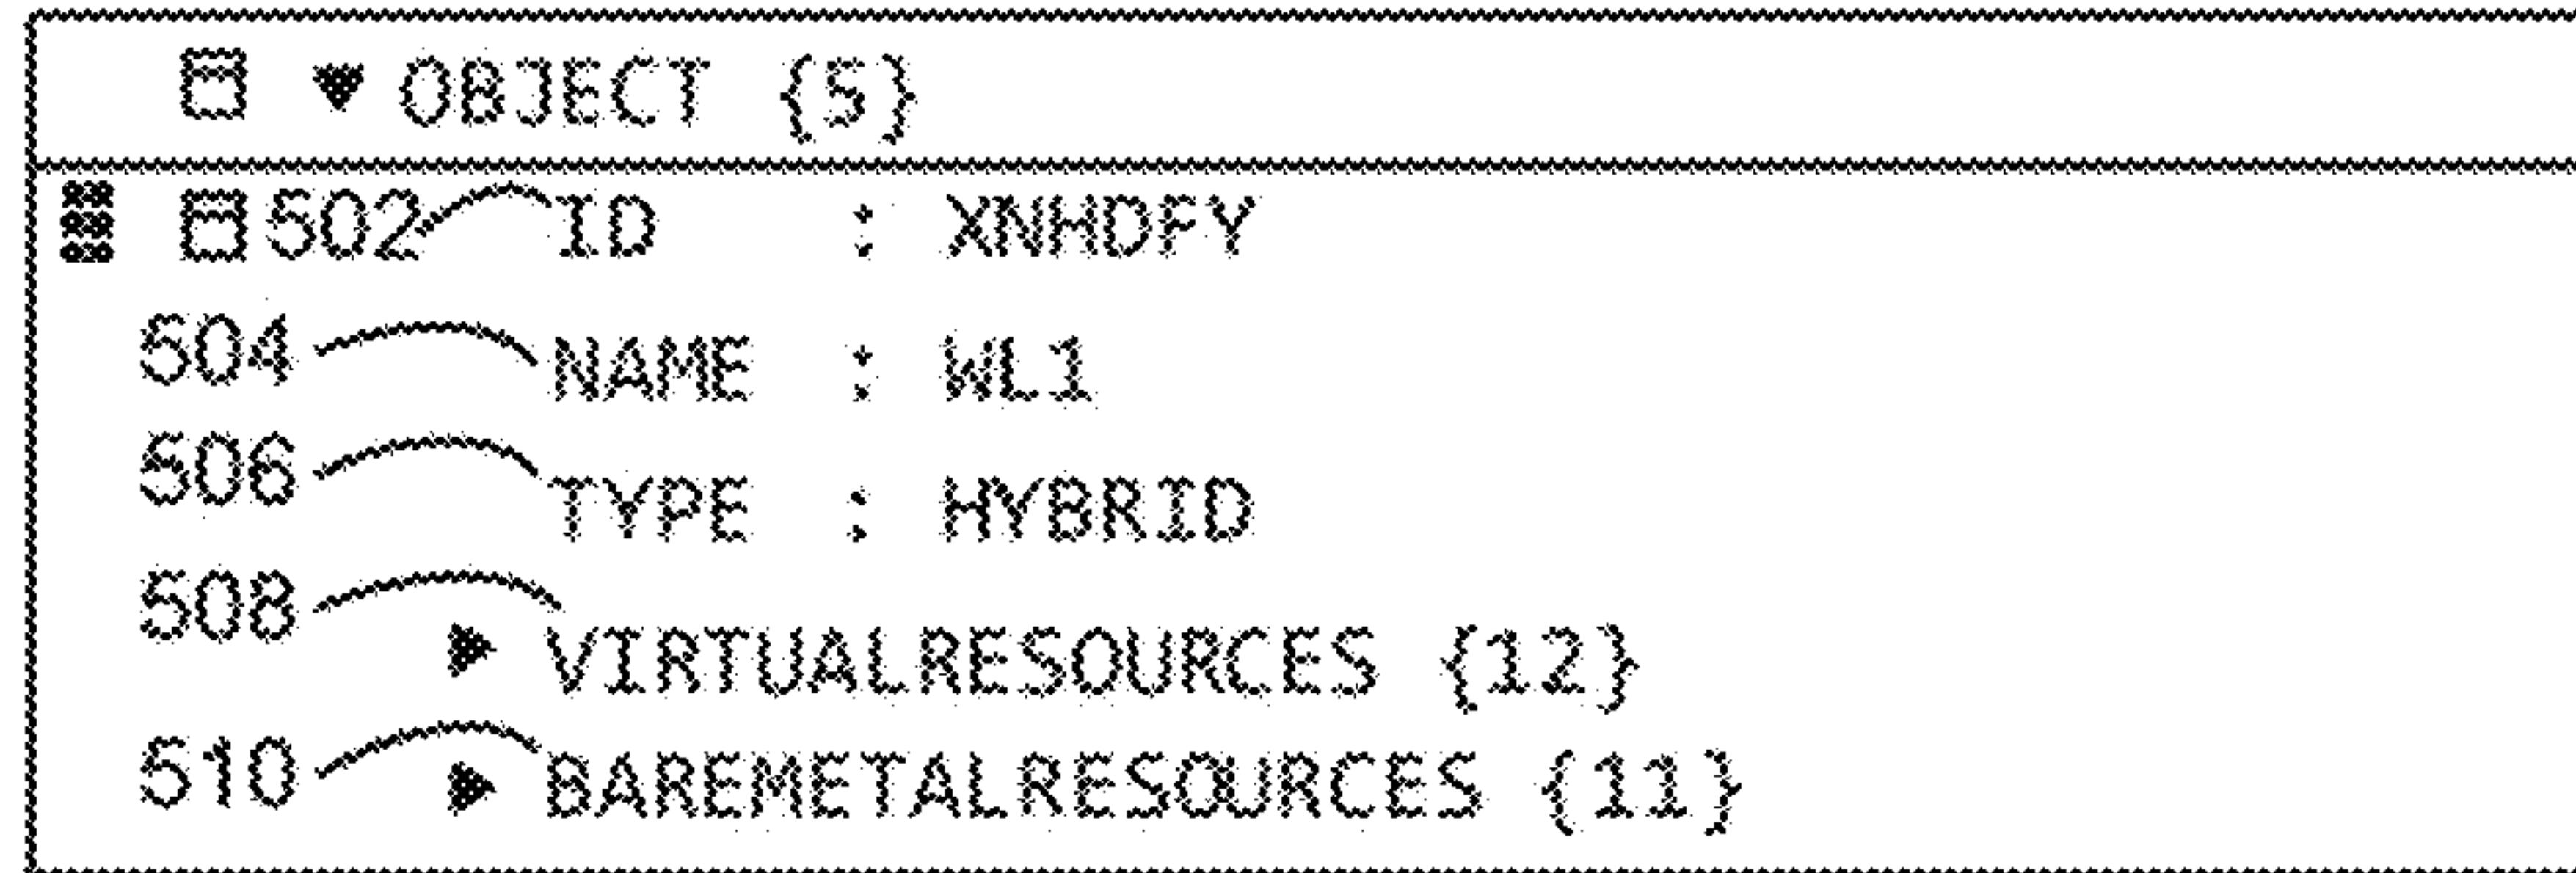 ▼ OBJECT {5}
502 ID : XNHDFY
504 NAME : WL1
506 TYPE : HYBRID
508 ► VIRTUALRESOURCES {12}
510 ► BAREMETALRESOURCES {11}